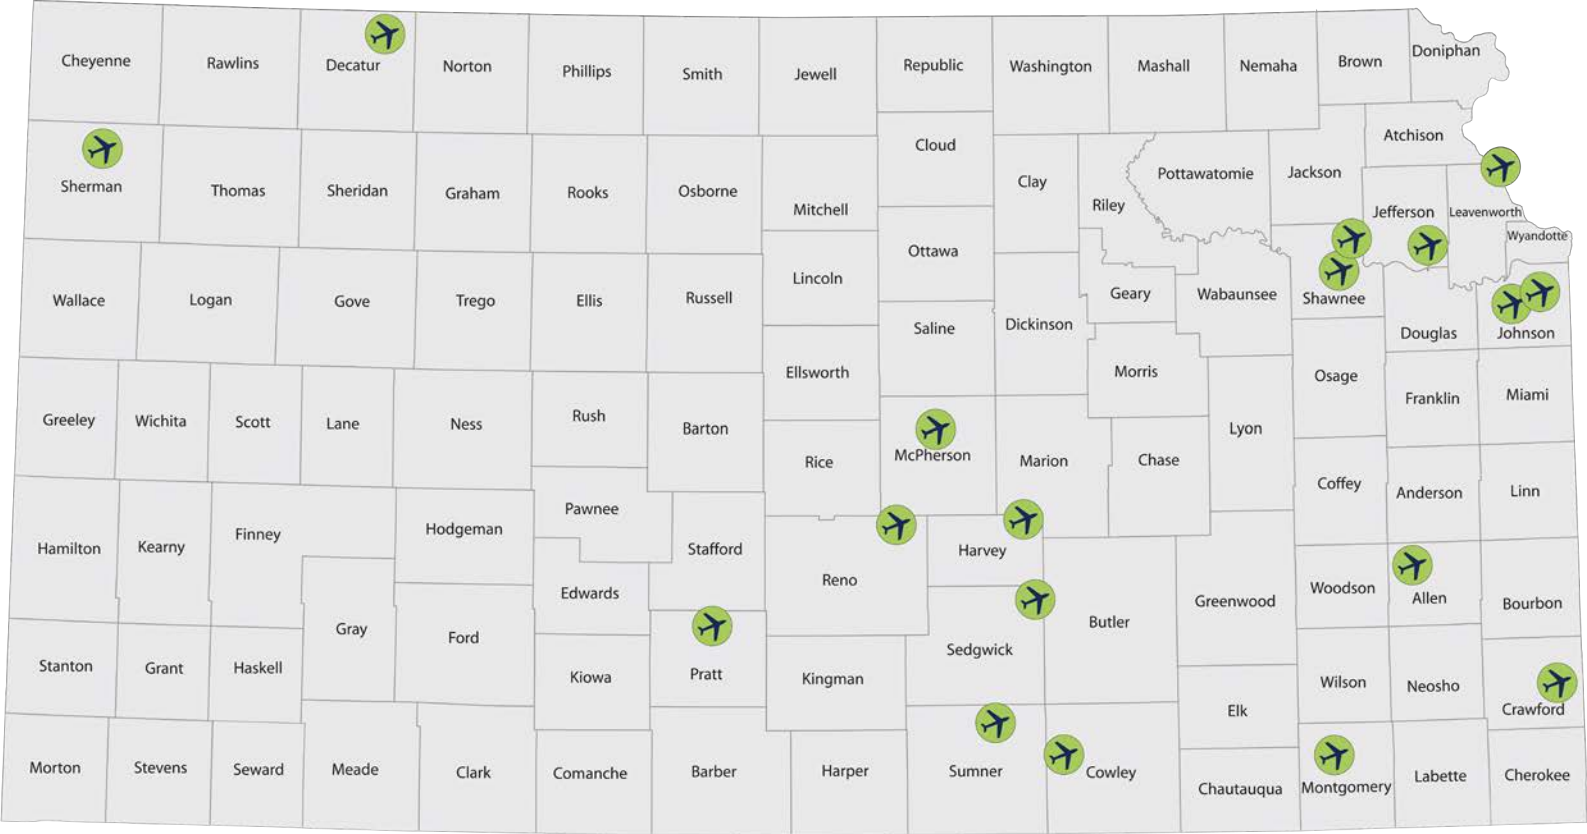 Cheyenne
Rawlins
Decatur
Norton
Phillips
Smith
Jewell
Republic
Washington
Mashall
Nemaha
Brown
Doniphan
Sherman
Thomas
Sheridan
Graham
Rooks
Osborne
Mitchell
Cloud
Clay
Riley
Pottawatomie
Jackson
Atchison
Jefferson
Leavenworth
Wyandotte
Wallace
Logan
Gove
Trego
Ellis
Russell
Lincoln
Ottawa
Saline
Dickinson
Geary
Wabaunsee
Shawnee
Douglas
Johnson
Ellsworth
Morris
Osage
Franklin
Miami
Greeley
Wichita
Scott
Lane
Ness
Rush
Barton
Rice
McPherson
Marion
Chase
Lyon
Coffey
Anderson
Linn
Hamilton
Kearny
Finney
Hodgeman
Pawnee
Stafford
Reno
Harvey
Edwards
Gray
Ford
Sedgwick
Butler
Greenwood
Woodson
Allen
Bourbon
Stanton
Grant
Haskell
Kiowa
Pratt
Kingman
Elk
Wilson
Neosho
Crawford
Morton
Stevens
Seward
Meade
Clark
Comanche
Barber
Harper
Sumner
Cowley
Chautauqua
Montgomery
Labette
Cherokee